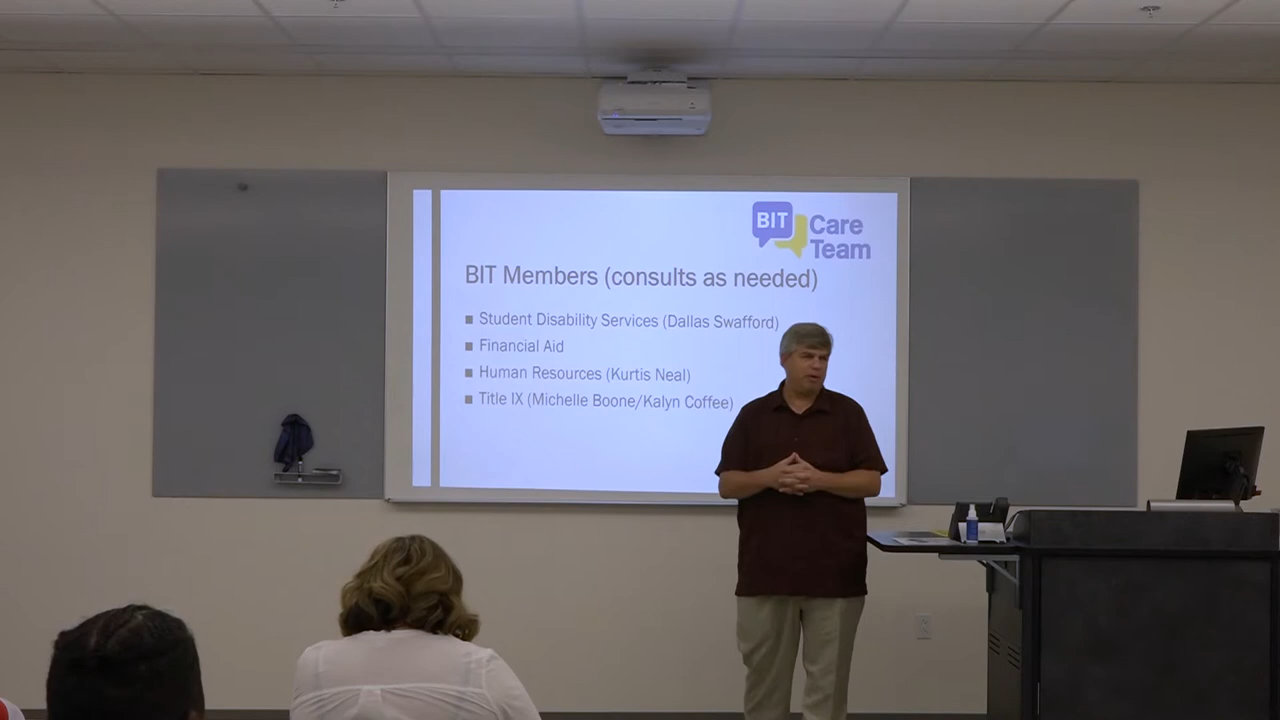 BIT
Care
Team
BIT Members (consults as needed)
Student Disability Services (Dallas Swafford)
Financial Aid
Human Resources (Kurtis Neal)
Title IX (Michelle Boone/Kalyn Coffee)